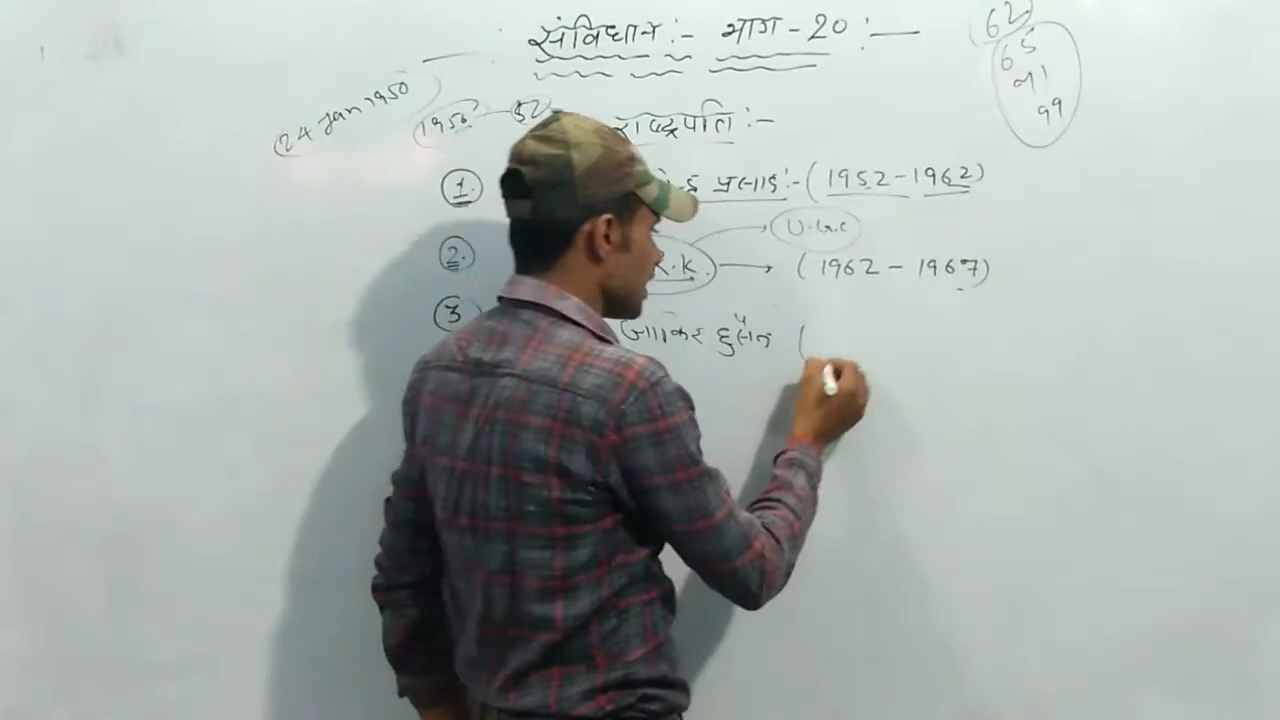 संविधान :- भाग - 20 :-
62
65
71
99
24 Jan 1950
1950 - 52
राष्ट्रपति :-
1. प्रसाद :- (1952 - 1962)
U.G.C
2. R.K. → (1962 - 1967)
3 जाकिर हुसैन (